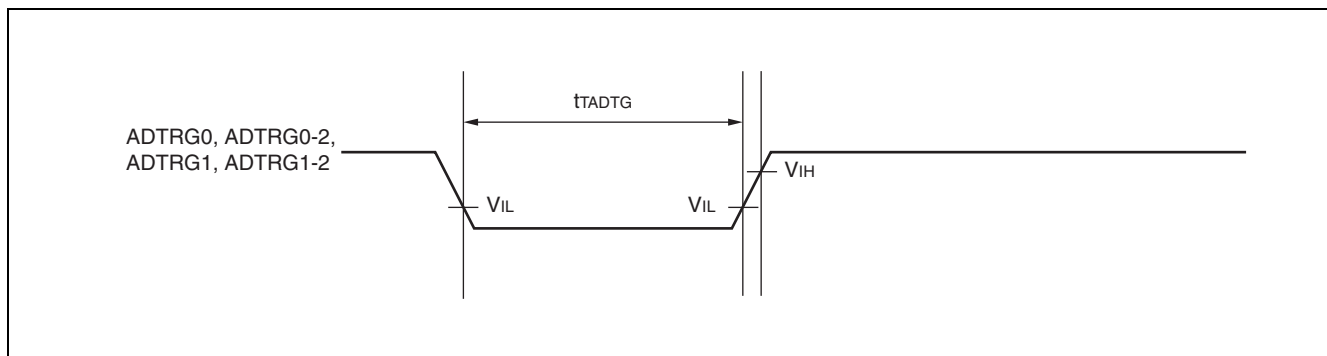 tTADTG
ADTRG0, ADTRG0-2,
ADTRG1, ADTRG1-2
VIH
VIL
VIL